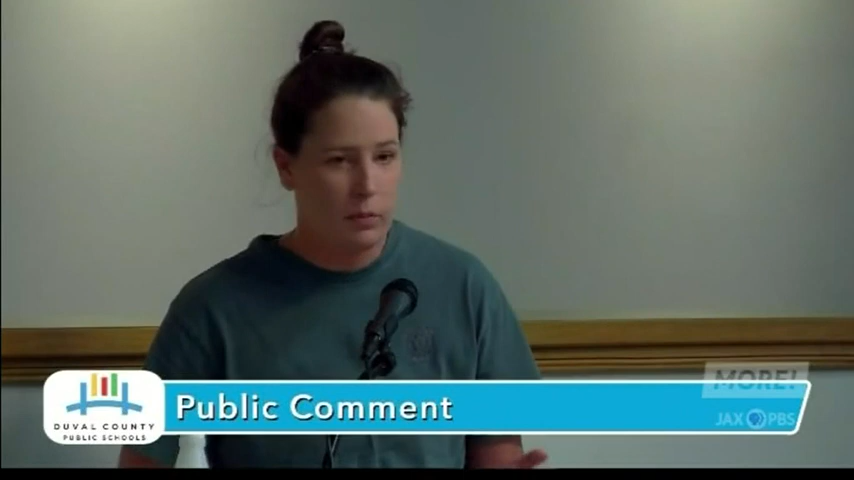 DUVAL COUNTY
PUBLIC SCHOOLS
Public Comment
MORE!
JAX PBS